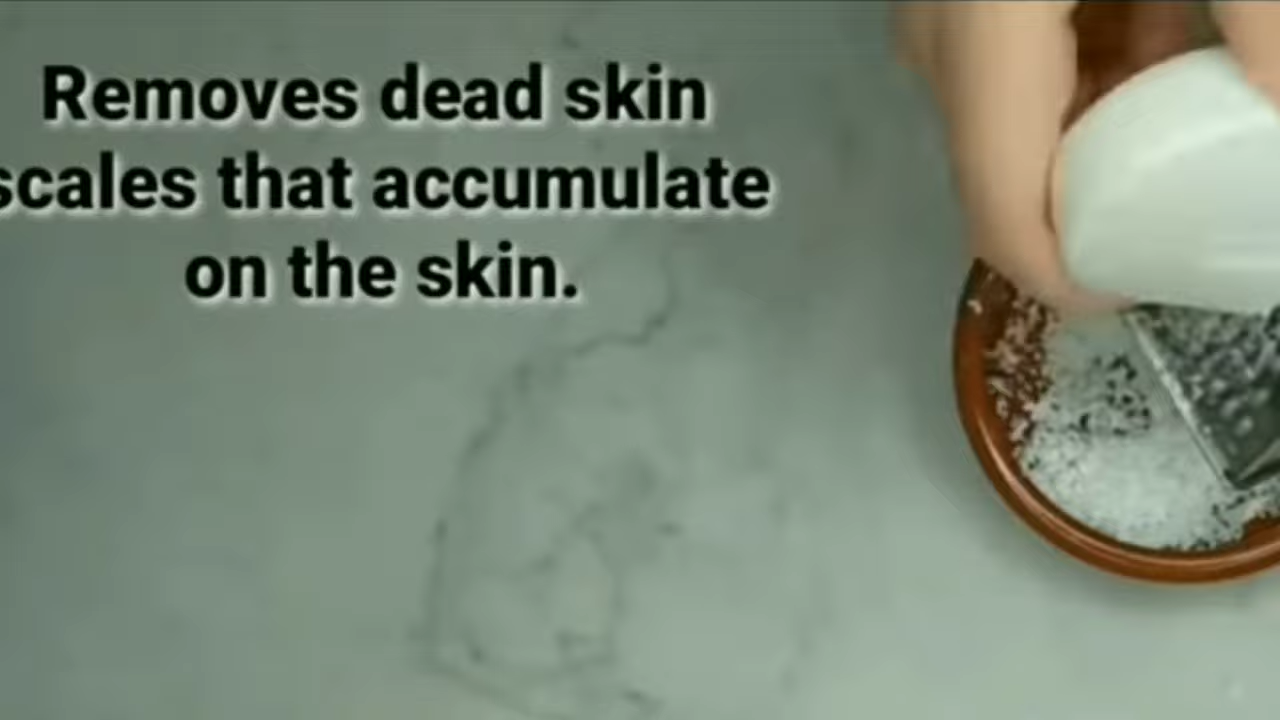 Removes dead skin
scales that accumulate
on the skin.